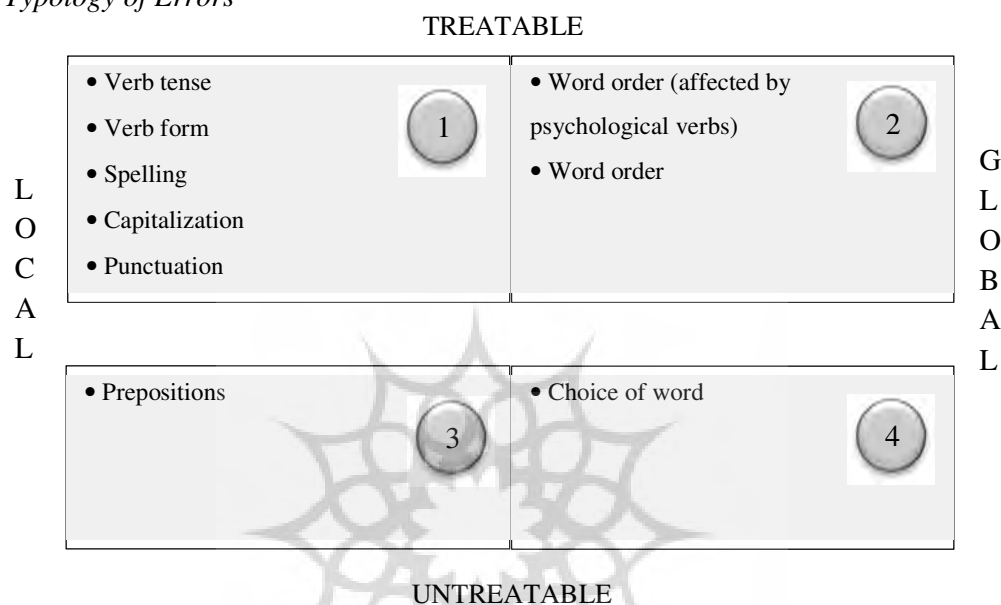 Typology of Errors
TREATABLE
• Verb tense
• Verb form
• Spelling
• Capitalization
• Punctuation
1
• Word order (affected by
psychological verbs)
• Word order
2
L
O
C
A
L
G
L
O
B
A
L
• Prepositions
3
• Choice of word
4
UNTREATABLE